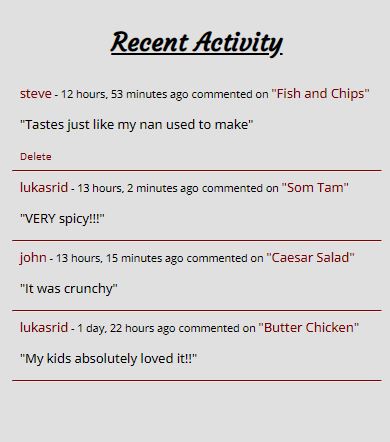 Recent Activity
steve - 12 hours, 53 minutes ago commented on "Fish and Chips"
"Tastes just like my nan used to make"
Delete
lukasrid - 13 hours, 2 minutes ago commented on "Som Tam"
"VERY spicy!!!"
john - 13 hours, 15 minutes ago commented on "Caesar Salad"
"It was crunchy"
lukasrid - 1 day, 22 hours ago commented on "Butter Chicken"
"My kids absolutely loved it!!"